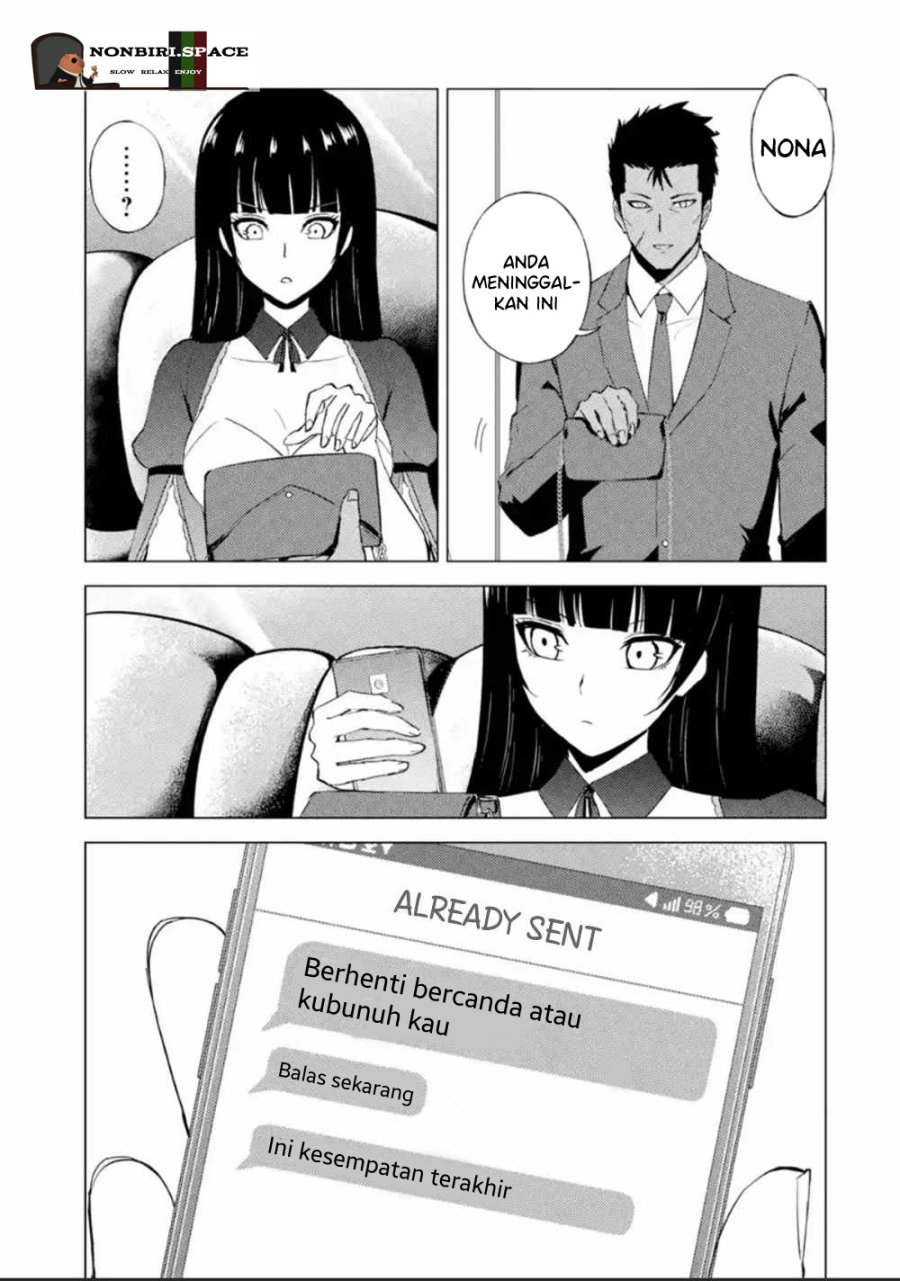 NONBIRI.SPACE
SLOW RELAX ENJOY
NONA
ANDA
MENINGGAL-
KAN INI
......?
98%
ALREADY SENT
Berhenti bercanda atau
kubunuh kau
Balas sekarang
Ini kesempatan terakhir